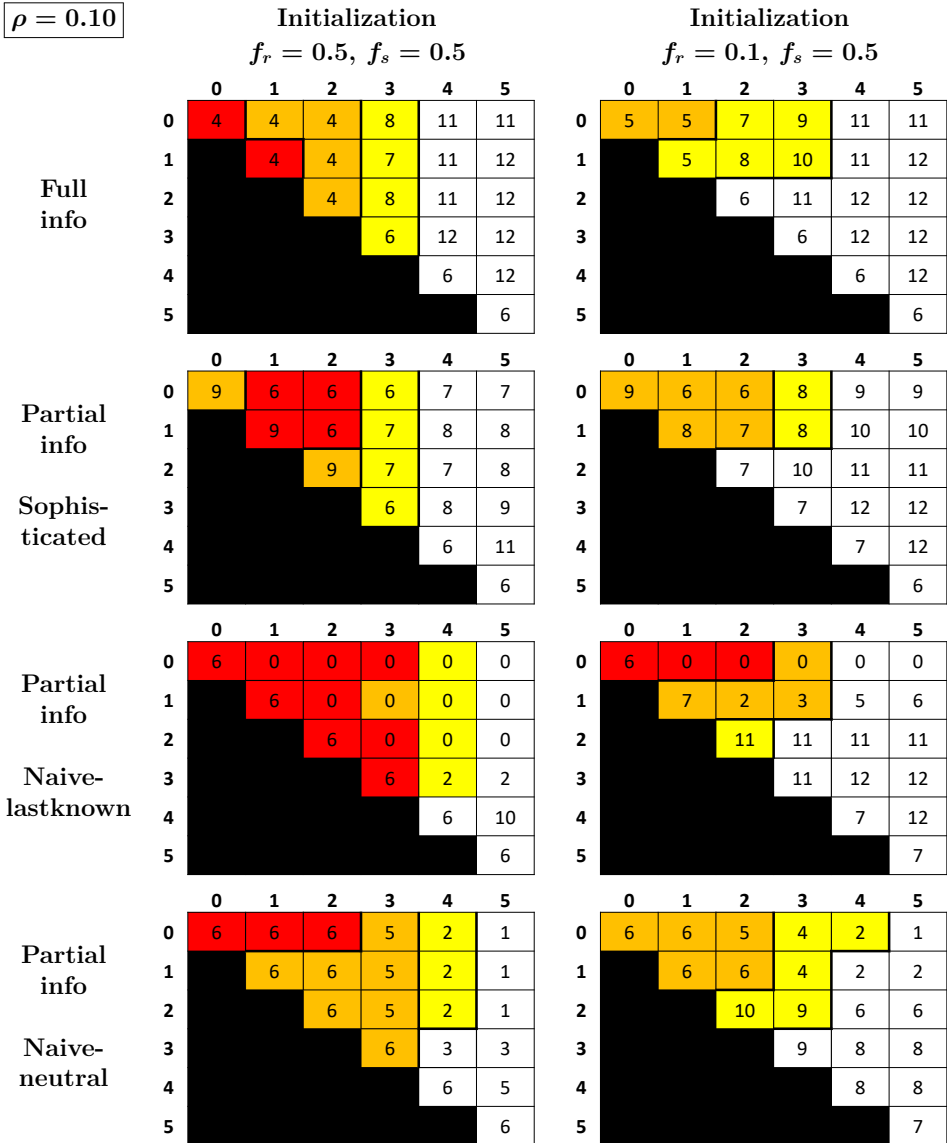 ρ = 0.10
Initialization
f_r = 0.5, f_s = 0.5
Initialization
f_r = 0.1, f_s = 0.5
Full
info
0 1 2 3 4 5
0 4 4 4 8 11 11
1 4 4 7 11 12
2 4 8 11 12
3 6 12 12
4 6 12
5 6
0 1 2 3 4 5
0 5 5 7 9 11 11
1 5 8 10 11 12
2 6 11 12 12
3 6 12 12
4 6 12
5 6
Partial
info
Sophis-
ticated
0 1 2 3 4 5
0 9 6 6 6 7 7
1 9 6 7 8 8
2 9 7 7 8
3 6 8 9
4 6 11
5 6
0 1 2 3 4 5
0 9 6 6 8 9 9
1 8 7 8 10 10
2 7 10 11 11
3 7 12 12
4 7 12
5 6
Partial
info
Naive-
lastknown
0 1 2 3 4 5
0 6 0 0 0 0 0
1 6 0 0 0 0
2 6 0 0 0
3 6 2 2
4 6 10
5 6
0 1 2 3 4 5
0 6 0 0 0 0 0
1 7 2 3 5 6
2 11 11 11 11
3 11 12 12
4 7 12
5 7
Partial
info
Naive-
neutral
0 1 2 3 4 5
0 6 6 6 5 2 1
1 6 6 5 2 1
2 6 5 2 1
3 6 3 3
4 6 5
5 6
0 1 2 3 4 5
0 6 6 5 4 2 1
1 6 6 4 2 2
2 10 9 6 6
3 9 8 8
4 8 8
5 7